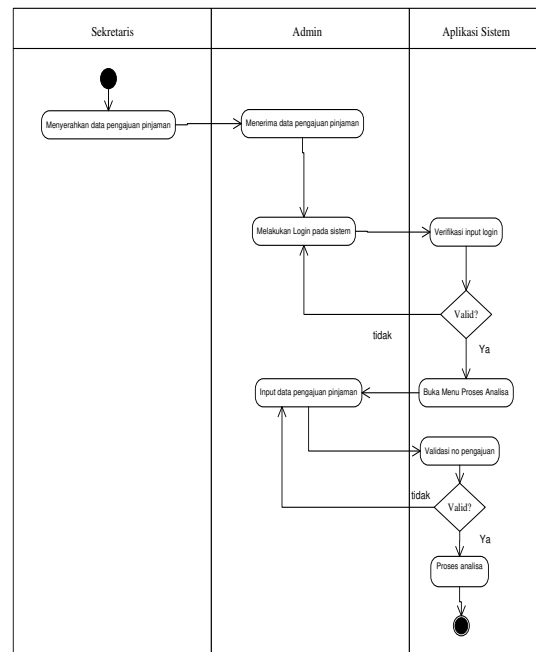 Sekretaris
Admin
Aplikasi Sistem
Menyerahkan data pengajuan pinjaman
Menerima data pengajuan pinjaman
Melakukan Login pada sistem
Verifikasi input login
Valid?
tidak
Ya
Input data pengajuan pinjaman
Buka Menu Proses Analisa
Validasi no pengajuan
tidak
Valid?
Ya
Proses analisa